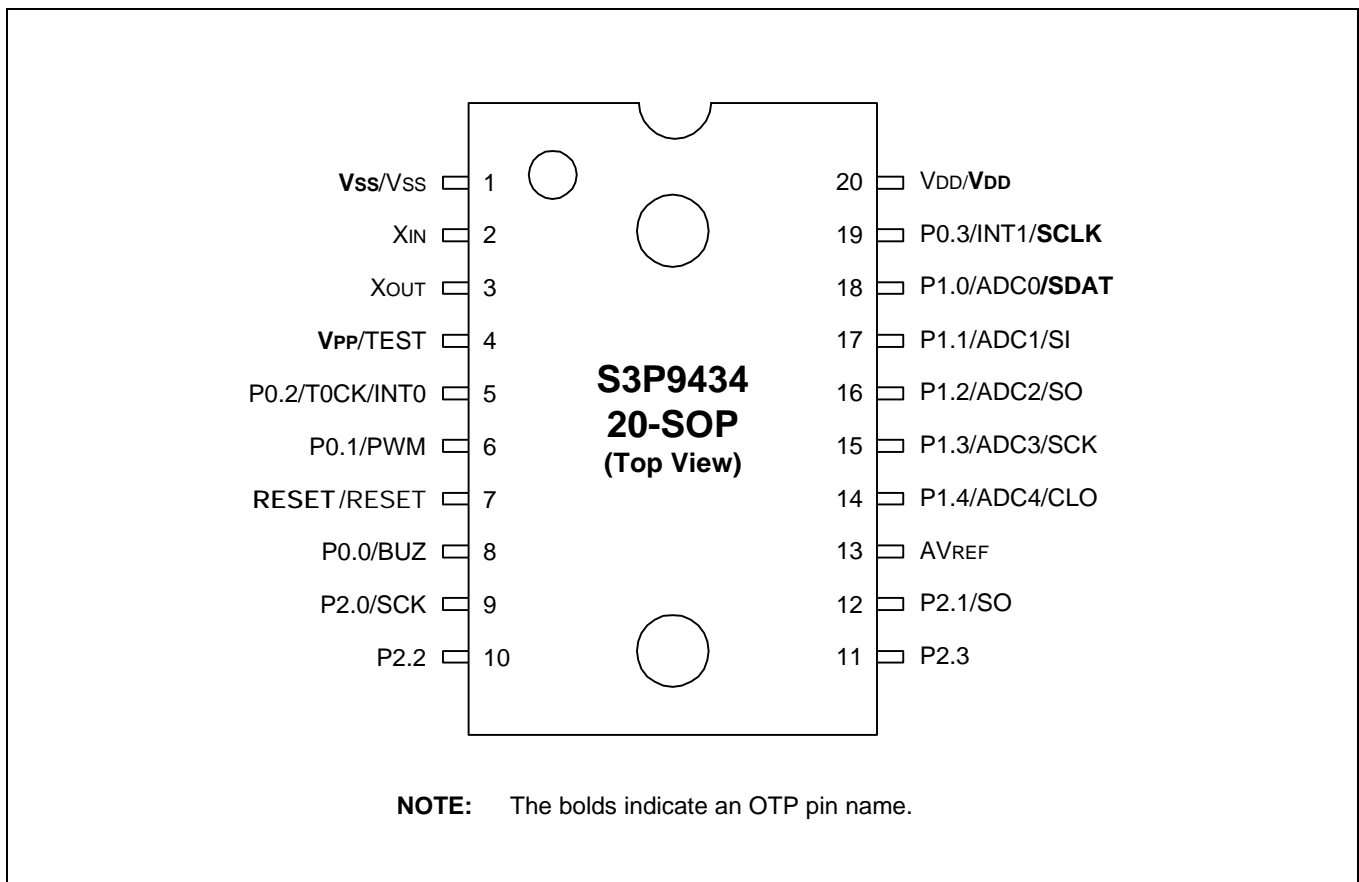 Vss/Vss 1
XIN 2
XOUT 3
VPP/TEST 4
P0.2/T0CK/INT0 5
P0.1/PWM 6
RESET/RESET 7
P0.0/BUZ 8
P2.0/SCK 9
P2.2 10
S3P9434
20-SOP
(Top View)
20 VDD/VDD
19 P0.3/INT1/SCLK
18 P1.0/ADC0/SDAT
17 P1.1/ADC1/SI
16 P1.2/ADC2/SO
15 P1.3/ADC3/SCK
14 P1.4/ADC4/CLO
13 AVREF
12 P2.1/SO
11 P2.3
NOTE: The bolds indicate an OTP pin name.